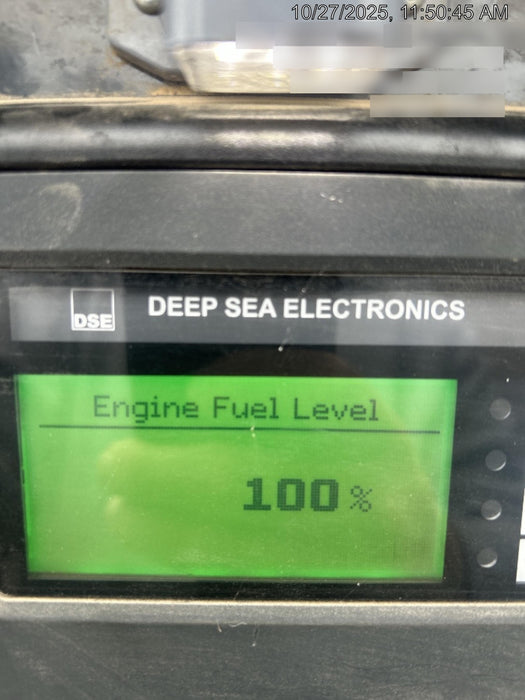 10/27/2025, 11:50:45 AM
DSE
DEEP SEA ELECTRONICS
Engine Fuel Level
100 %